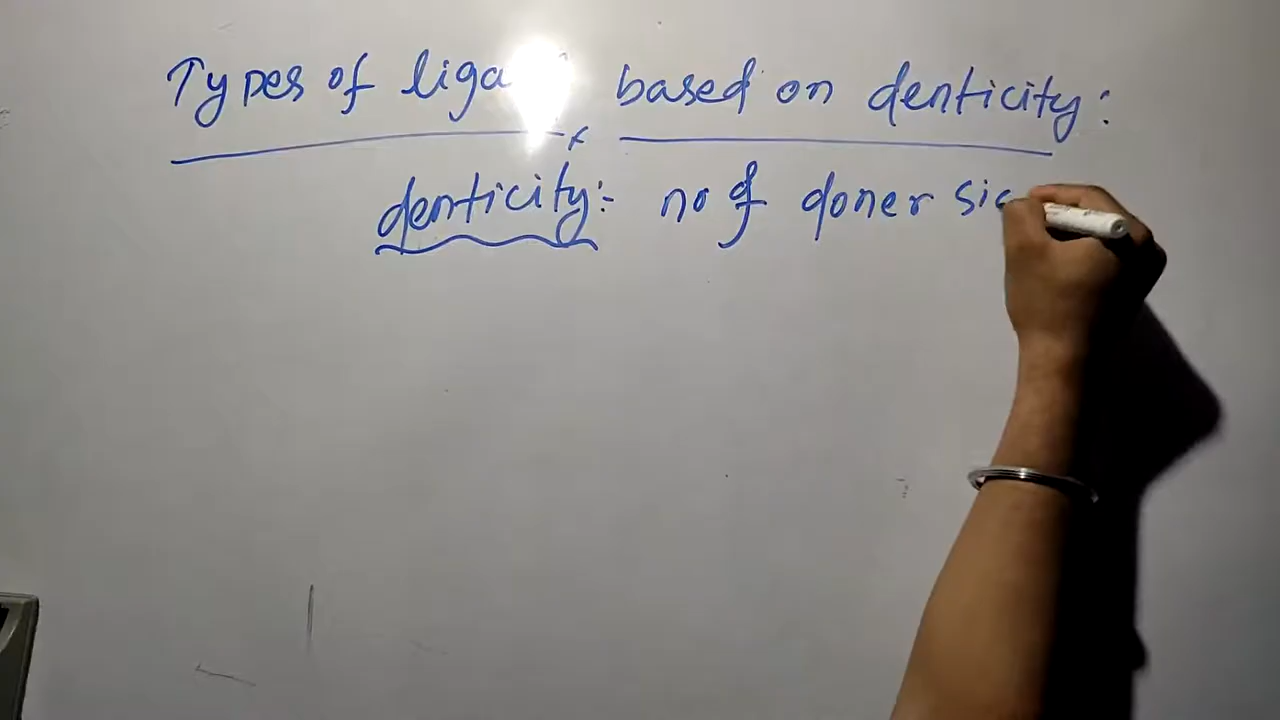 Types of based on denticity:
denticity:- no of doner